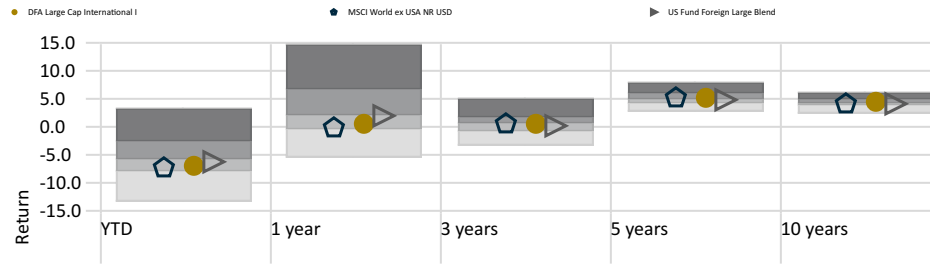 DFA Large Cap International I MSCI World ex USA NR USD US Fund Foreign Large Blend
15.0
10.0
5.0
0.0
-5.0
-10.0
-15.0
Return
YTD 1 year 3 years 5 years 10 years